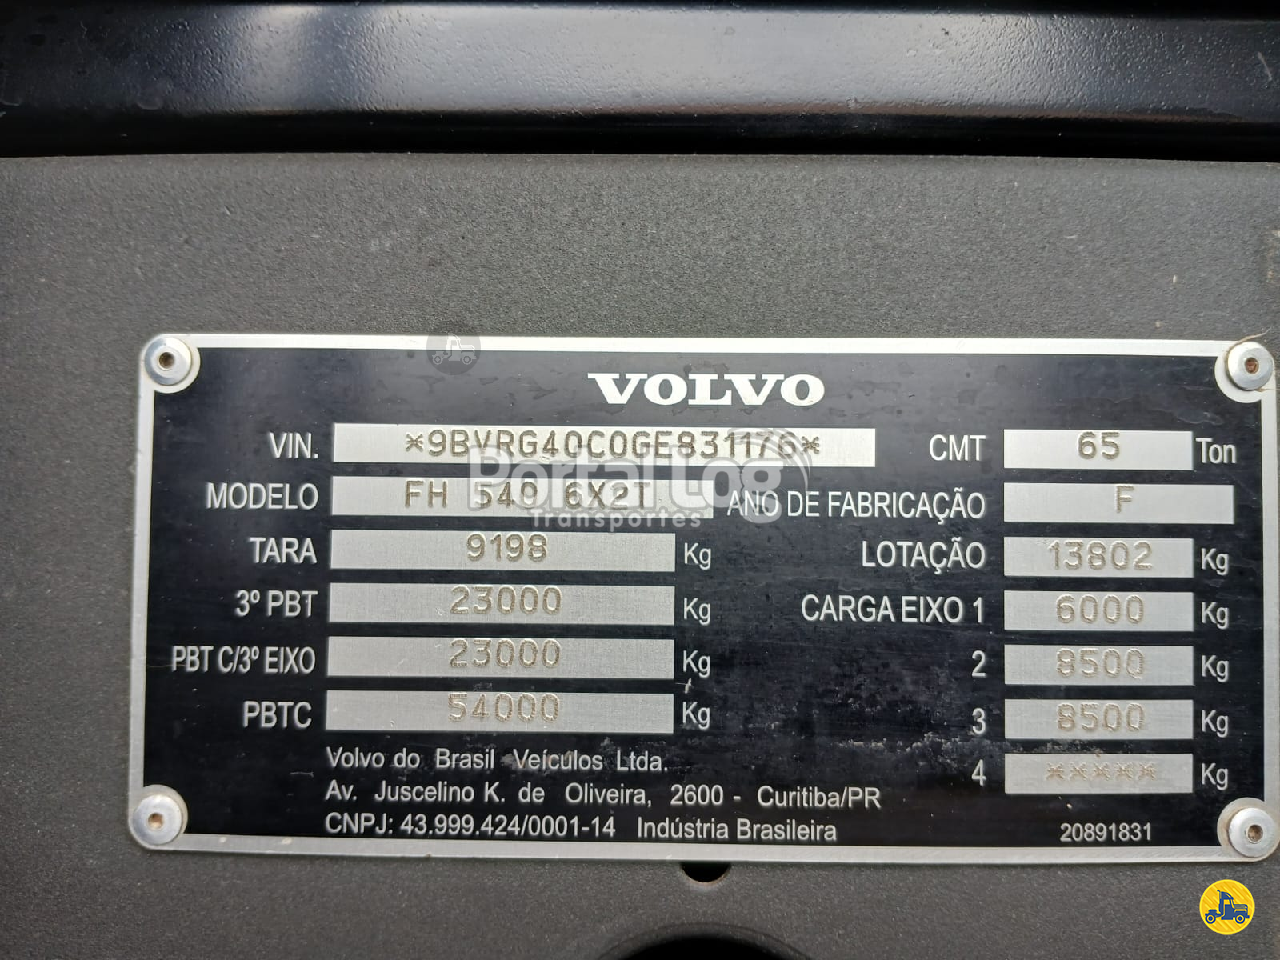 VOLVO
VIN. *9BVRG40C0GE831176* CMT 65 Ton
MODELO FH 540 6X2T ANO DE FABRICAÇÃO F
TARA 9198 Kg LOTAÇÃO 13802 Kg
3º PBT 23000 Kg CARGA EIXO 1 6000 Kg
PBT C/3º EIXO 23000 Kg 2 8500 Kg
PBTC 54000 Kg 3 8500 Kg
4 ***** Kg
Volvo do Brasil Veículos Ltda.
Av. Juscelino K. de Oliveira, 2600 - Curitiba/PR
CNPJ: 43.999.424/0001-14 Indústria Brasileira 20891831
Portal Log
Transportes